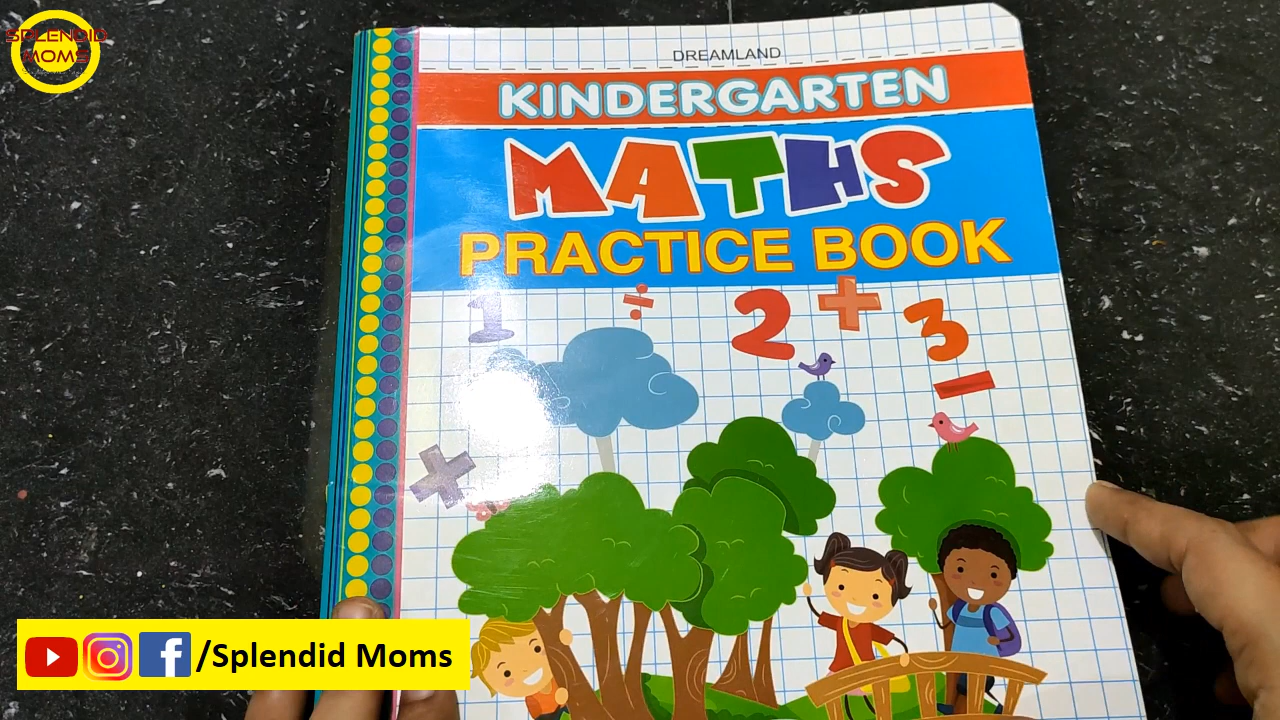 SPLENDID
MOMS
DREAMLAND
KINDERGARTEN
MATHS
PRACTICE BOOK
1 ÷ 2 + 3
−
×
/Splendid Moms